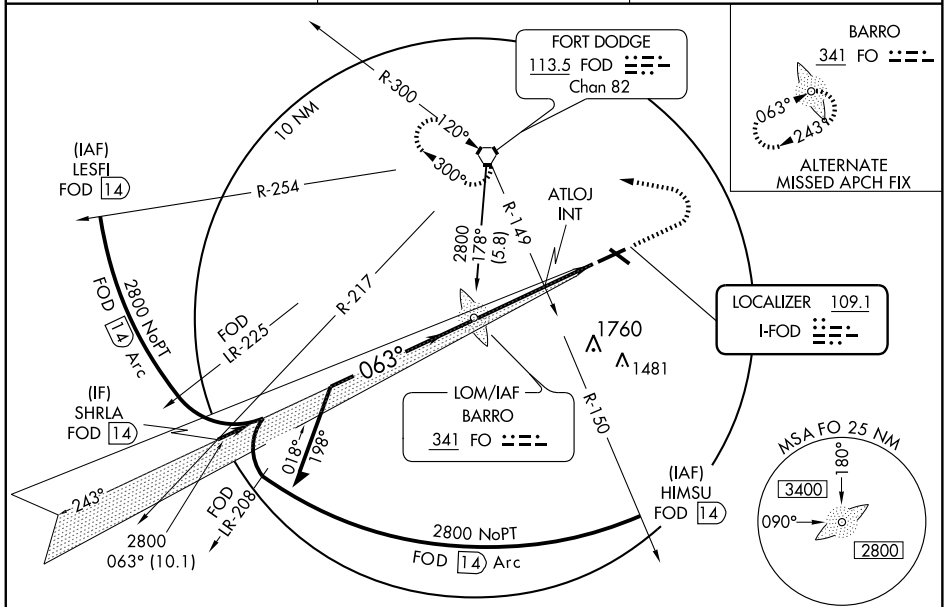 10 NM
R-300
120°
300°
FORT DODGE
113.5 FOD
Chan 82
BARRO
341 FO
063°
243°
ALTERNATE
MISSED APCH FIX
(IAF)
LESFI
FOD 14
R-254
R-149
ATLOJ
INT
2800
178°
(5.8)
R-217
2800 NoPT
FOD 14 Arc
FOD
LR-225
LOCALIZER 109.1
I-FOD
1760
1481
063°
(IF)
SHRLA
FOD 14
LOM/IAF
BARRO
341 FO
R-150
018°
198°
MSA FO 25 NM
180°
3400
090°
2800
(IAF)
HIMSU
FOD 14
243°
FOD
LR-208
2800
063° (10.1)
2800 NoPT
FOD 14 Arc